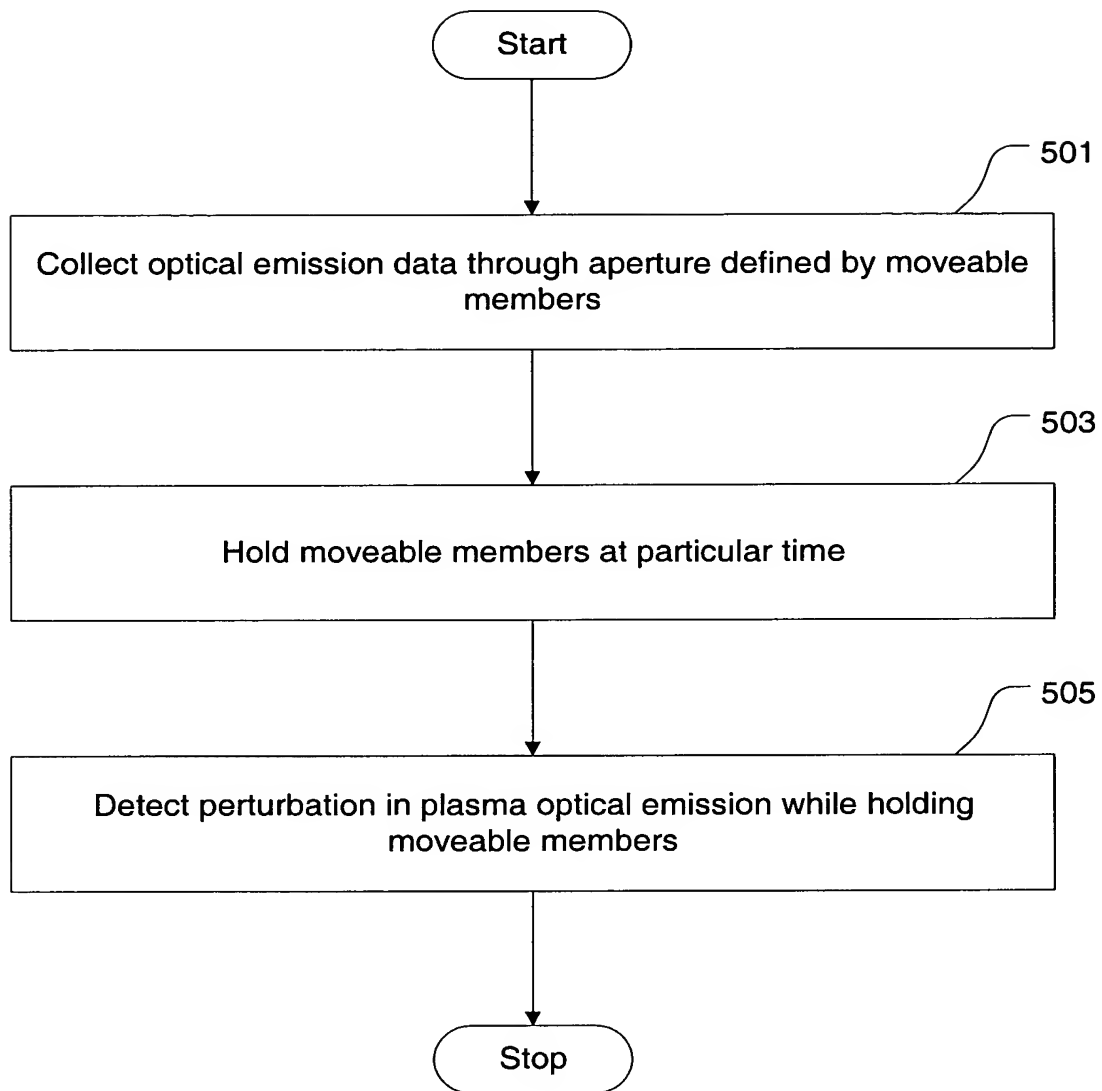 Start
501
Collect optical emission data through aperture defined by moveable
members
503
Hold moveable members at particular time
505
Detect perturbation in plasma optical emission while holding
moveable members
Stop